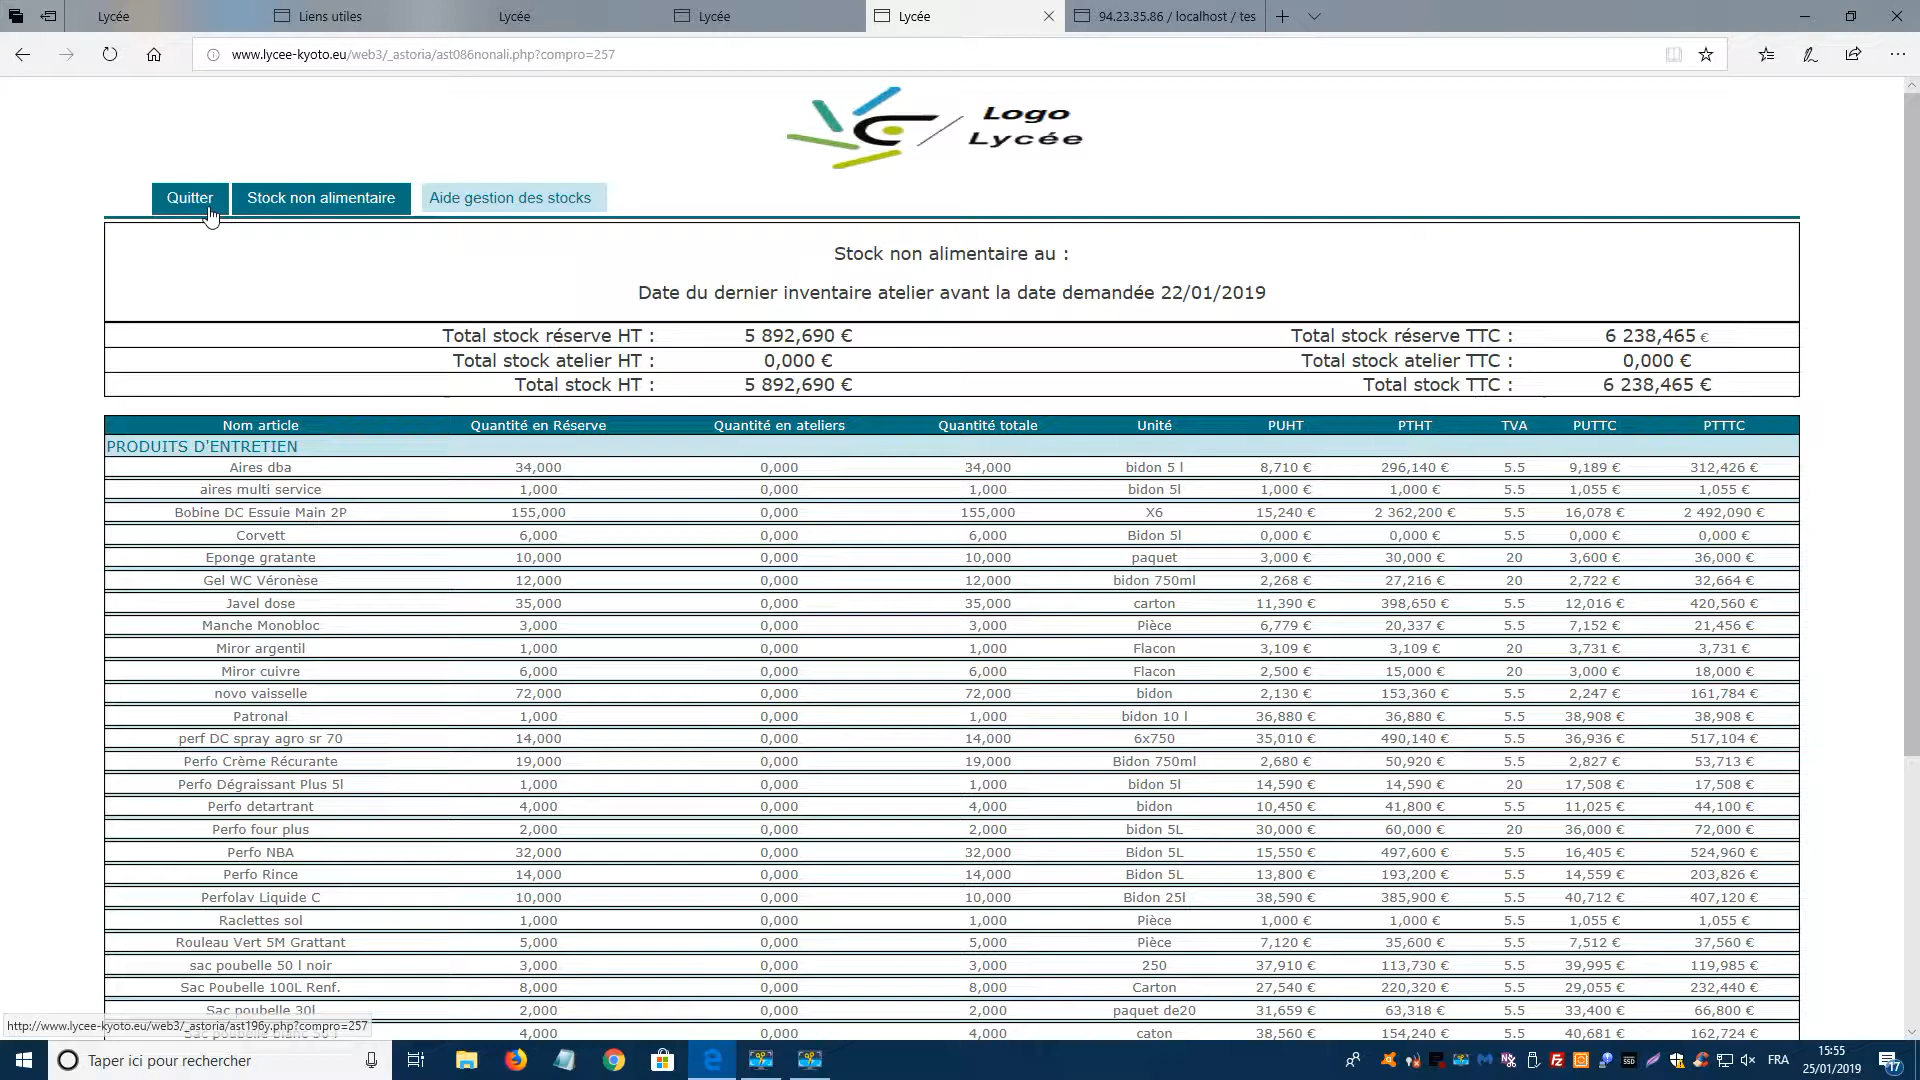 Lycée
Liens utiles
Lycée
Lycée
Lycée
94.23.35.86 / localhost / tes
www.lycee-kyoto.eu/web3/_astoria/ast086nonali.php?compro=257
Logo
Lycée
Quitter
Stock non alimentaire
Aide gestion des stocks
Stock non alimentaire au :
Date du dernier inventaire atelier avant la date demandée 22/01/2019
Total stock réserve HT : 5 892,690 € Total stock réserve TTC : 6 238,465 €
Total stock atelier HT : 0,000 € Total stock atelier TTC : 0,000 €
Total stock HT : 5 892,690 € Total stock TTC : 6 238,465 €
Nom article Quantité en Réserve Quantité en ateliers Quantité totale Unité PUHT PTHT TVA PUTTC PTTTC
PRODUITS D'ENTRETIEN
Aires dba 34,000 0,000 34,000 bidon 5 l 8,710 € 296,140 € 5.5 9,189 € 312,426 €
aires multi service 1,000 0,000 1,000 bidon 5l 1,000 € 1,000 € 5.5 1,055 € 1,055 €
Bobine DC Essuie Main 2P 155,000 0,000 155,000 X6 15,240 € 2 362,200 € 5.5 16,078 € 2 492,090 €
Corvett 6,000 0,000 6,000 Bidon 5l 0,000 € 0,000 € 5.5 0,000 € 0,000 €
Eponge gratante 10,000 0,000 10,000 paquet 3,000 € 30,000 € 20 3,600 € 36,000 €
Gel WC Véronèse 12,000 0,000 12,000 bidon 750ml 2,268 € 27,216 € 20 2,722 € 32,664 €
Javel dose 35,000 0,000 35,000 carton 11,390 € 398,650 € 5.5 12,016 € 420,560 €
Manche Monobloc 3,000 0,000 3,000 Pièce 6,779 € 20,337 € 5.5 7,152 € 21,456 €
Miror argentil 1,000 0,000 1,000 Flacon 3,109 € 3,109 € 20 3,731 € 3,731 €
Miror cuivre 6,000 0,000 6,000 Flacon 2,500 € 15,000 € 20 3,000 € 18,000 €
novo vaisselle 72,000 0,000 72,000 bidon 2,130 € 153,360 € 5.5 2,247 € 161,784 €
Patronal 1,000 0,000 1,000 bidon 10 l 36,880 € 36,880 € 5.5 38,908 € 38,908 €
perf DC spray agro sr 70 14,000 0,000 14,000 6x750 35,010 € 490,140 € 5.5 36,936 € 517,104 €
Perfo Crème Récurante 19,000 0,000 19,000 Bidon 750ml 2,680 € 50,920 € 5.5 2,827 € 53,713 €
Perfo Dégraissant Plus 5l 1,000 0,000 1,000 bidon 5l 14,590 € 14,590 € 20 17,508 € 17,508 €
Perfo detartrant 4,000 0,000 4,000 bidon 10,450 € 41,800 € 5.5 11,025 € 44,100 €
Perfo four plus 2,000 0,000 2,000 bidon 5L 30,000 € 60,000 € 20 36,000 € 72,000 €
Perfo NBA 32,000 0,000 32,000 Bidon 5L 15,550 € 497,600 € 5.5 16,405 € 524,960 €
Perfo Rince 14,000 0,000 14,000 Bidon 5L 13,800 € 193,200 € 5.5 14,559 € 203,826 €
Perfolav Liquide C 10,000 0,000 10,000 Bidon 25l 38,590 € 385,900 € 5.5 40,712 € 407,120 €
Raclettes sol 1,000 0,000 1,000 Pièce 1,000 € 1,000 € 5.5 1,055 € 1,055 €
Rouleau Vert 5M Grattant 5,000 0,000 5,000 Pièce 7,120 € 35,600 € 5.5 7,512 € 37,560 €
sac poubelle 50 l noir 3,000 0,000 3,000 250 37,910 € 113,730 € 5.5 39,995 € 119,985 €
Sac Poubelle 100L Renf. 8,000 0,000 8,000 Carton 27,540 € 220,320 € 5.5 29,055 € 232,440 €
Sac poubelle 30l 2,000 0,000 2,000 paquet de20 31,659 € 63,318 € 5.5 33,400 € 66,800 €
4,000 0,000 4,000 caton 38,560 € 154,240 € 5.5 40,681 € 162,724 €
http://www.lycee-kyoto.eu/web3/_astoria/ast196y.php?compro=257
Taper ici pour rechercher
FRA
15:55
25/01/2019
17